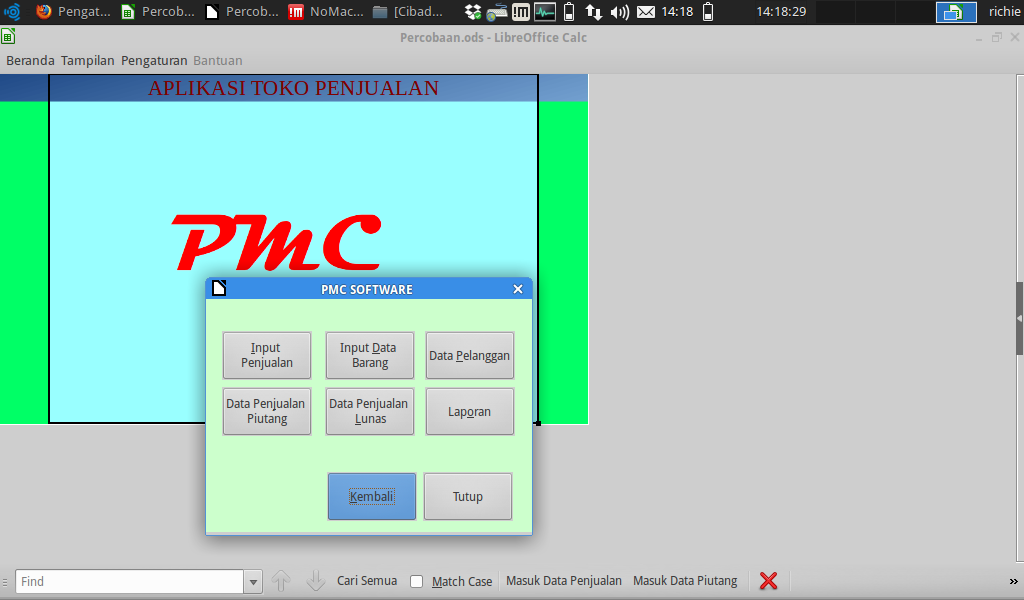 Pengat... Percob... Percob... NoMac... [Cibad... 14:18 14:18:29 richie
Percobaan.ods - LibreOffice Calc
Beranda Tampilan Pengaturan Bantuan
APLIKASI TOKO PENJUALAN
PMC
PMC SOFTWARE
Input
Penjualan
Input Data
Barang
Data Pelanggan
Data Penjualan
Piutang
Data Penjualan
Lunas
Laporan
Kembali
Tutup
Find Cari Semua Match Case Masuk Data Penjualan Masuk Data Piutang »